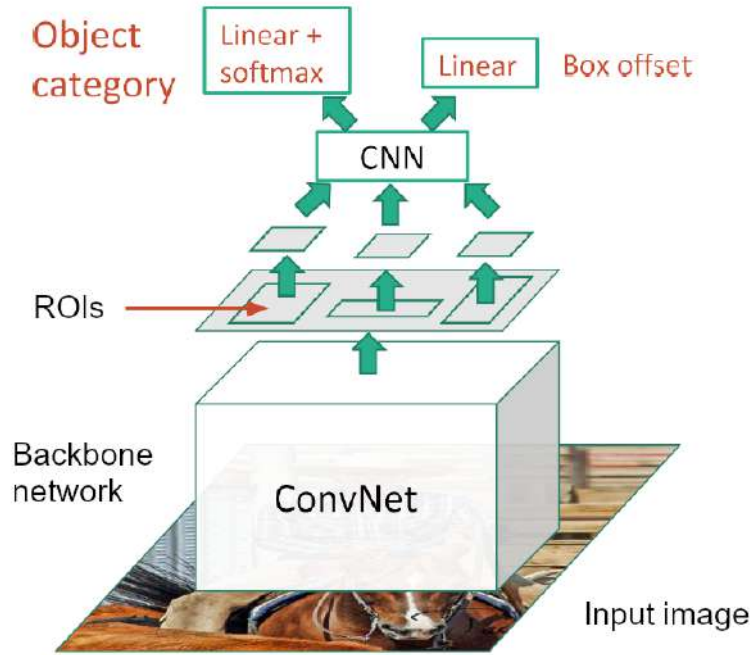 Object
category
Linear +
softmax
Linear
Box offset
CNN
ROIs
Backbone
network
ConvNet
Input image